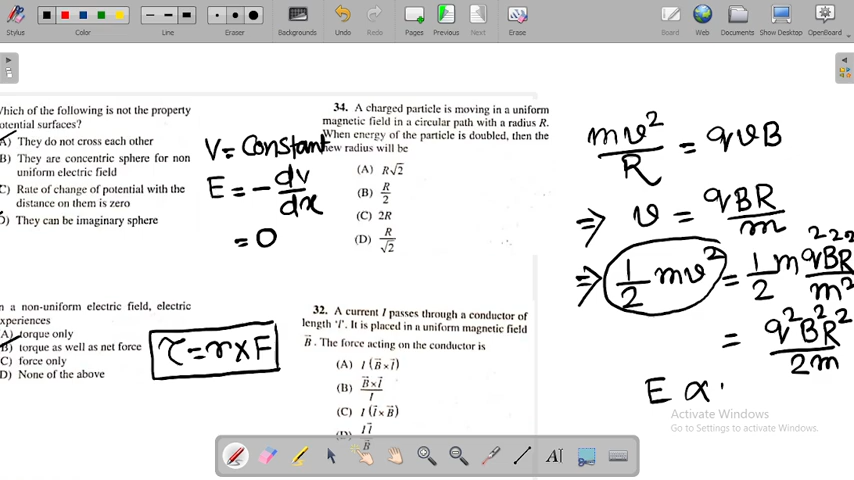 Stylus
Color
Eraser
Backgrounds
Undo
Redo
Pages
Previous
Next
Erase
Board
Web
Documents
Show Desktop
OpenBoard
hich of the following is not the property
otential surfaces?
A) They do not cross each other
B) They are concentric sphere for non
uniform electric field
C) Rate of change of potential with the
distance on them is zero
D) They can be imaginary sphere
V = Constant
E = - dv/dx
= 0
n a non-uniform electric field, electric
xperiences
A) torque only
B) torque as well as net force
C) force only
D) None of the above
τ = r × F
34. A charged particle is moving in a uniform
magnetic field in a circular path with a radius R.
When energy of the particle is doubled, then the
new radius will be
(A) R√2
(B) R/2
(C) 2R
(D) R/√2
32. A current I passes through a conductor of
length 'l'. It is placed in a uniform magnetic field
B⃗. The force acting on the conductor is
(A) I (B⃗ × l⃗)
(B) B⃗ × l⃗ / I
(C) I (l⃗ × B⃗)
(D) I l⃗ / B⃗
mv²/R = qvB
⇒ v = qBR/m
⇒ 1/2 mv² = 1/2 m q²B²R²/m²
= q²B²R²/2m
E ∝
Activate Windows
Go to Settings to activate Windows.